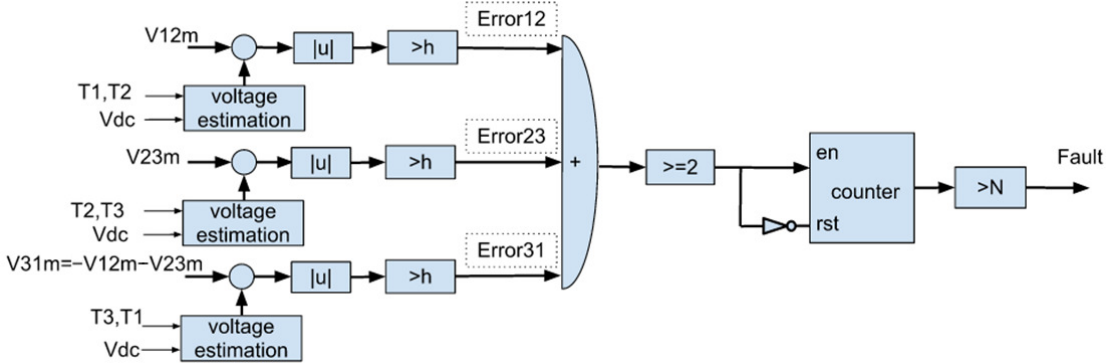 Error12
V12m
|u|
>h
T1,T2
Vdc
voltage
estimation
Error23
V23m
|u|
>h
+
>=2
en
counter
rst
>N
Fault
T2,T3
Vdc
voltage
estimation
Error31
V31m=−V12m−V23m
|u|
>h
T3,T1
Vdc
voltage
estimation